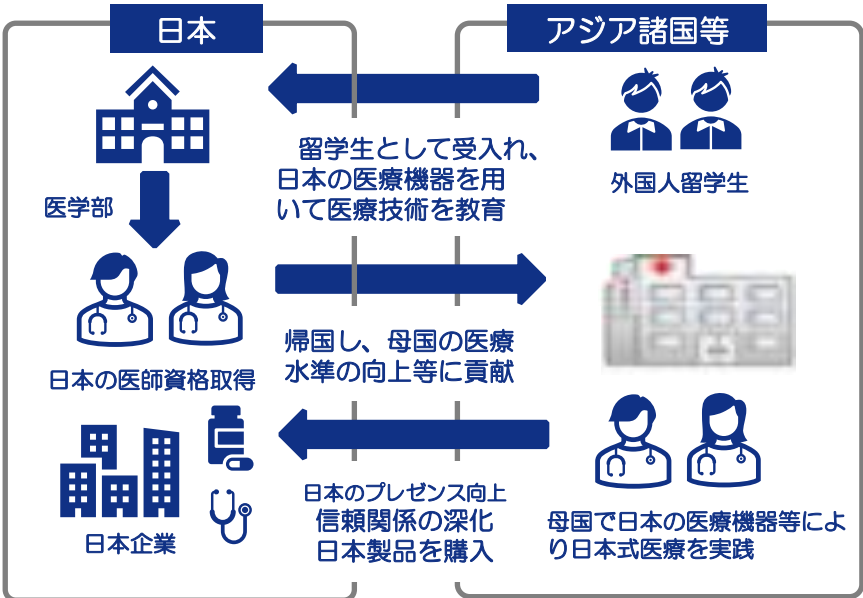 日本
アジア諸国等
留学生として受入れ、
日本の医療機器を用
いて医療技術を教育
外国人留学生
医学部
帰国し、母国の医療
水準の向上等に貢献
日本の医師資格取得
日本のプレゼンス向上
信頼関係の深化
日本製品を購入
母国で日本の医療機器等によ
り日本式医療を実践
日本企業